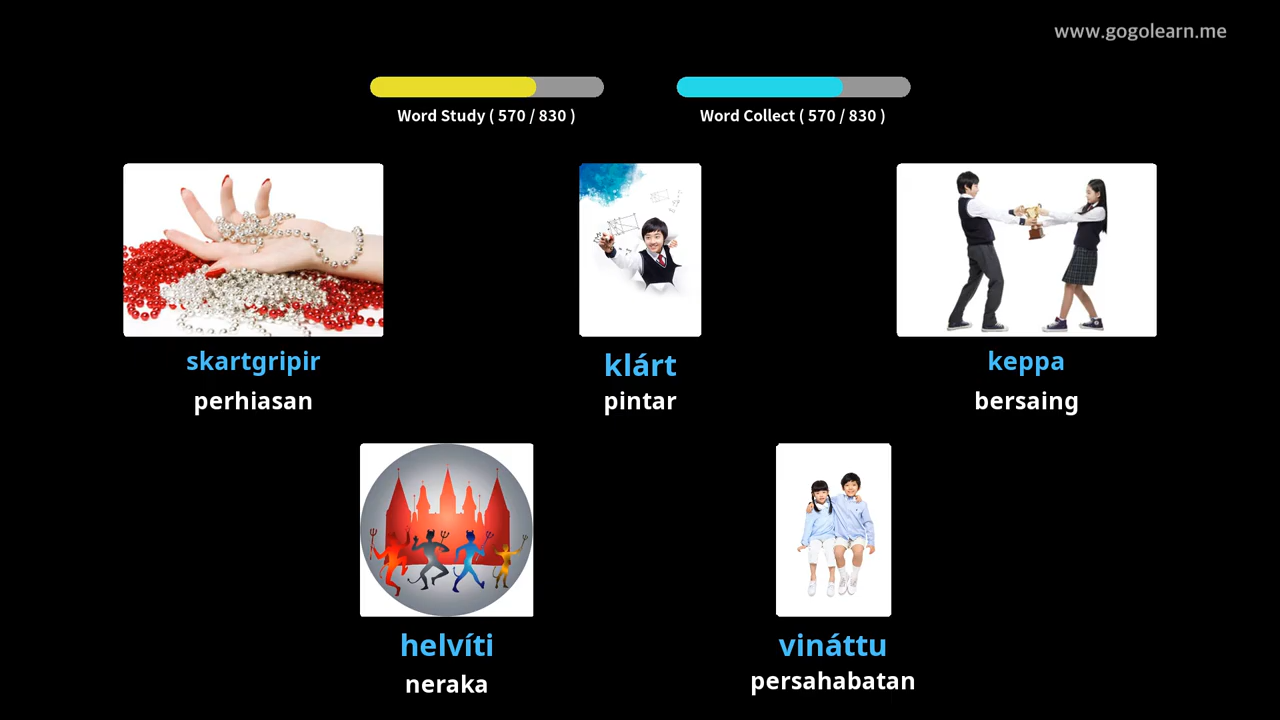 www.gogolearn.me
Word Study ( 570 / 830 )
Word Collect ( 570 / 830 )
skartgripir
klárt
keppa
perhiasan
pintar
bersaing
helvíti
vináttu
neraka
persahabatan